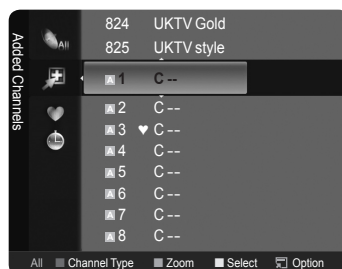 Added Channels
All
824 UKTV Gold
825 UKTV style
A 1 C --
A 2 C --
A 3 ♥ C --
A 4 C --
A 5 C --
A 6 C --
A 7 C --
A 8 C --
All Channel Type Zoom Select Option